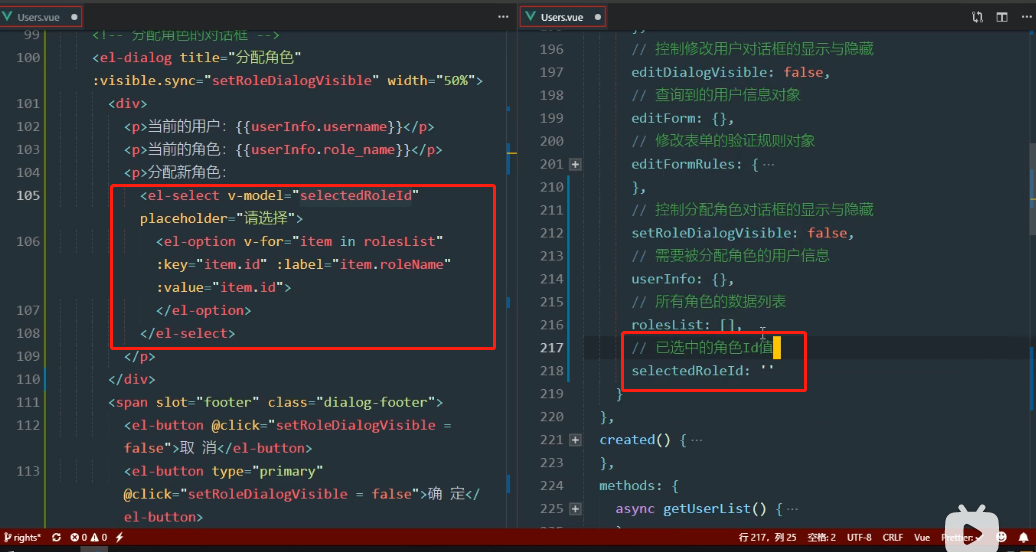 Users.vue
99 <!-- 分配角色的对话框 -->
100 <el-dialog title="分配角色"
:visible.sync="setRoleDialogVisible" width="50%">
101 <div>
102 <p>当前的用户: {{userInfo.username}}</p>
103 <p>当前的角色: {{userInfo.role_name}}</p>
104 <p>分配新角色:
105 <el-select v-model="selectedRoleId"
placeholder="请选择">
106 <el-option v-for="item in rolesList"
:key="item.id" :label="item.roleName"
:value="item.id">
107 </el-option>
108 </el-select>
109 </p>
110 </div>
111 <span slot="footer" class="dialog-footer">
112 <el-button @click="setRoleDialogVisible =
false">取 消</el-button>
113 <el-button type="primary"
@click="setRoleDialogVisible = false">确 定</
el-button>
Users.vue
196 // 控制修改用户对话框的显示与隐藏
197 editDialogVisible: false,
198 // 查询到的用户信息对象
199 editForm: {},
200 // 修改表单的验证规则对象
201 editFormRules: { ...
210 },
211 // 控制分配角色对话框的显示与隐藏
212 setRoleDialogVisible: false,
213 // 需要被分配角色的用户信息
214 userInfo: {},
215 // 所有角色的数据列表
216 rolesList: [],
217 // 已选中的角色Id值
218 selectedRoleId: ''
219 }
220 },
221 created() { ...
223 },
224 methods: {
225 async getUserList() { ...
rights* 0 0 行 217，列 25 空格: 2 UTF-8 CRLF Vue Prettier: